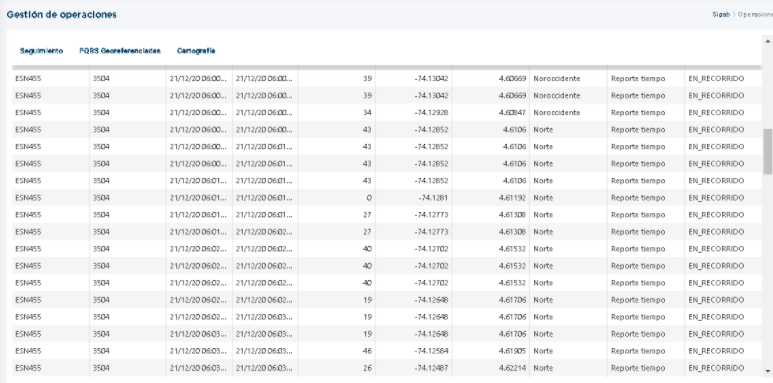 Gestión de operaciones
Sigab / Operacione
Seguimiento PQRS Georeferenciadas Cartografía
ESN455 3504 21/12/20 06:00... 21/12/20 06:00... 39 -74.13042 4.60669 Noroccidente Reporte tiempo EN_RECORRIDO
ESN455 3504 21/12/20 06:00... 21/12/20 06:00... 39 -74.13042 4.60669 Noroccidente Reporte tiempo EN_RECORRIDO
ESN455 3504 21/12/20 06:00... 21/12/20 06:00... 34 -74.12928 4.60847 Noroccidente Reporte tiempo EN_RECORRIDO
ESN455 3504 21/12/20 06:00... 21/12/20 06:00... 43 -74.12852 4.6106 Norte Reporte tiempo EN_RECORRIDO
ESN455 3504 21/12/20 06:00... 21/12/20 06:01... 43 -74.12852 4.6106 Norte Reporte tiempo EN_RECORRIDO
ESN455 3504 21/12/20 06:00... 21/12/20 06:01... 43 -74.12852 4.6106 Norte Reporte tiempo EN_RECORRIDO
ESN455 3504 21/12/20 06:00... 21/12/20 06:01... 43 -74.12852 4.6106 Norte Reporte tiempo EN_RECORRIDO
ESN455 3504 21/12/20 06:01... 21/12/20 06:01... 0 -74.1281 4.61192 Norte Reporte tiempo EN_RECORRIDO
ESN455 3504 21/12/20 06:01... 21/12/20 06:01... 27 -74.12773 4.61308 Norte Reporte tiempo EN_RECORRIDO
ESN455 3504 21/12/20 06:01... 21/12/20 06:02... 27 -74.12773 4.61308 Norte Reporte tiempo EN_RECORRIDO
ESN455 3504 21/12/20 06:02... 21/12/20 06:02... 40 -74.12702 4.61532 Norte Reporte tiempo EN_RECORRIDO
ESN455 3504 21/12/20 06:02... 21/12/20 06:02... 40 -74.12702 4.61532 Norte Reporte tiempo EN_RECORRIDO
ESN455 3504 21/12/20 06:02... 21/12/20 06:02... 40 -74.12702 4.61532 Norte Reporte tiempo EN_RECORRIDO
ESN455 3504 21/12/20 06:02... 21/12/20 06:02... 19 -74.12648 4.61706 Norte Reporte tiempo EN_RECORRIDO
ESN455 3504 21/12/20 06:02... 21/12/20 06:03... 19 -74.12648 4.61706 Norte Reporte tiempo EN_RECORRIDO
ESN455 3504 21/12/20 06:03... 21/12/20 06:03... 19 -74.12648 4.61706 Norte Reporte tiempo EN_RECORRIDO
ESN455 3504 21/12/20 06:03... 21/12/20 06:03... 46 -74.12584 4.61905 Norte Reporte tiempo EN_RECORRIDO
ESN455 3504 21/12/20 06:03... 21/12/20 06:03... 26 -74.12487 4.62214 Norte Reporte tiempo EN_RECORRIDO